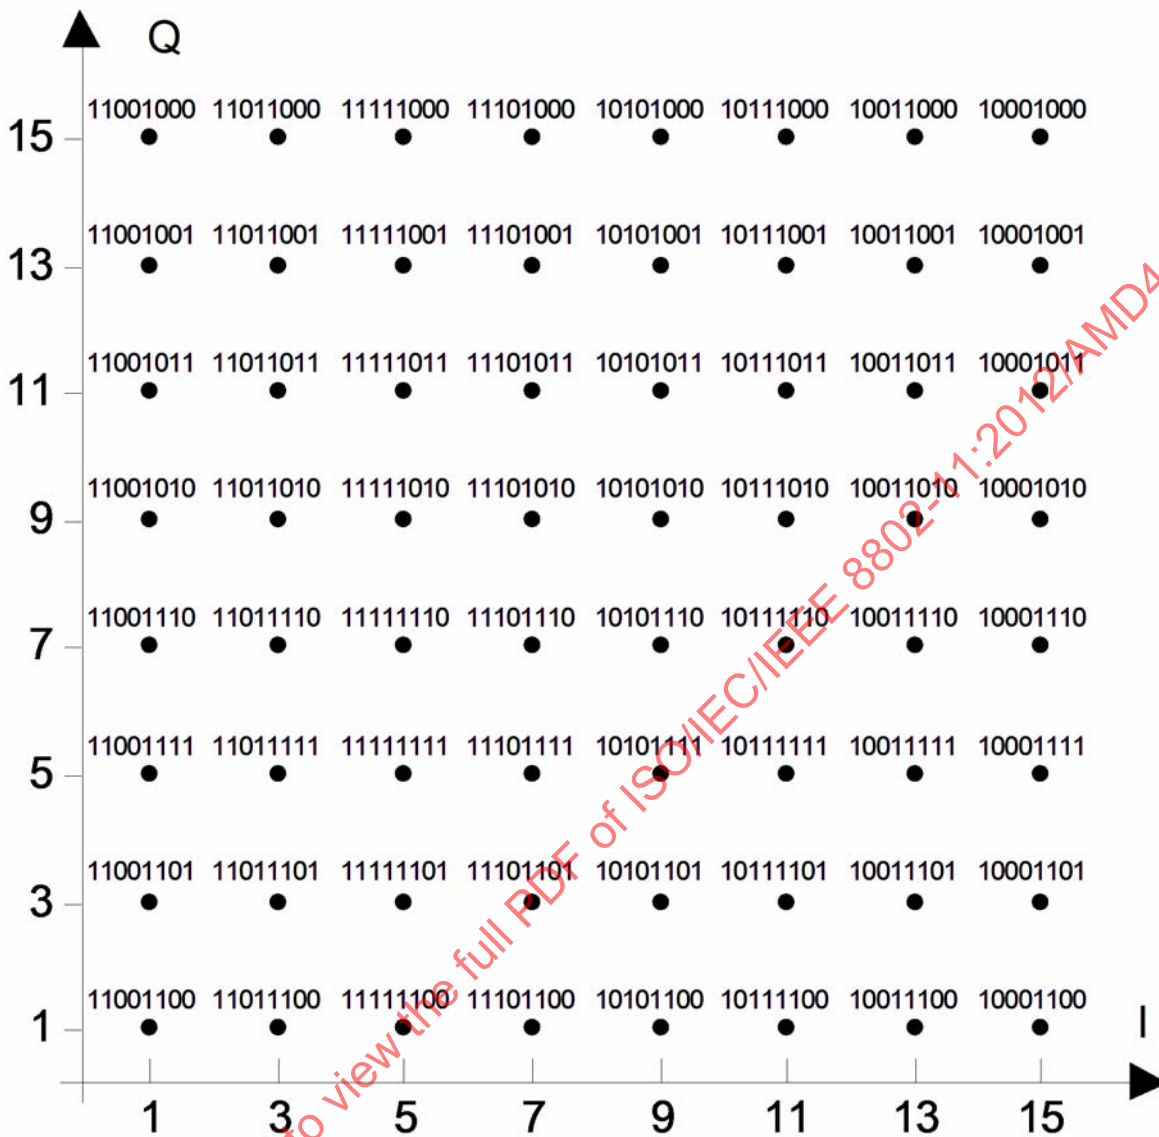 Q
11001000 11011000 11111000 11101000 10101000 10111000 10011000 10001000
15
11001001 11011001 11111001 11101001 10101001 10111001 10011001 10001001
13
11001011 11011011 11111011 11101011 10101011 10111011 10011011 10001011
11
11001010 11011010 11111010 11101010 10101010 10111010 10011010 10001010
9
11001110 11011110 11111110 11101110 10101110 10111110 10011110 10001110
7
11001111 11011111 11111111 11101111 10101111 10111111 10011111 10001111
5
11001101 11011101 11111101 11101101 10101101 10111101 10011101 10001101
3
11001100 11011100 11111100 11101100 10101100 10111100 10011100 10001100
1
I
1 3 5 7 9 11 13 15
to view the full PDF of ISO/IEC/IEEE 8802-11:2012/AMD4